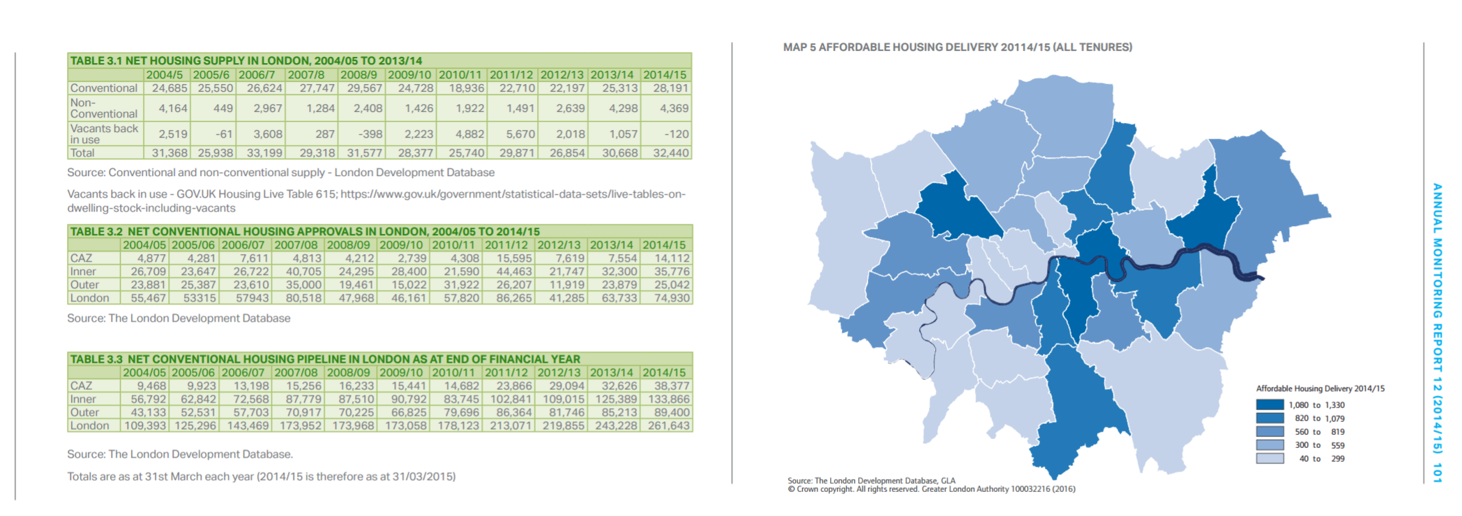 TABLE 3.1 NET HOUSING SUPPLY IN LONDON, 2004/05 TO 2013/14
2004/5 2005/6 2006/7 2007/8 2008/9 2009/10 2010/11 2011/12 2012/13 2013/14 2014/15
Conventional 24,685 25,550 26,624 27,747 29,567 24,728 18,936 22,710 22,197 25,313 28,191
Non-
Conventional 4,164 449 2,967 1,284 2,408 1,426 1,922 1,491 2,639 4,298 4,369
Vacants back
in use 2,519 -61 3,608 287 -398 2,223 4,882 5,670 2,018 1,057 -120
Total 31,368 25,938 33,199 29,318 31,577 28,377 25,740 29,871 26,854 30,668 32,440
Source: Conventional and non-conventional supply - London Development Database
Vacants back in use - GOV.UK Housing Live Table 615; https://www.gov.uk/government/statistical-data-sets/live-tables-on-
dwelling-stock-including-vacants
TABLE 3.2 NET CONVENTIONAL HOUSING APPROVALS IN LONDON, 2004/05 TO 2014/15
2004/05 2005/06 2006/07 2007/08 2008/09 2009/10 2010/11 2011/12 2012/13 2013/14 2014/15
CAZ 4,877 4,281 7,611 4,813 4,212 2,739 4,308 15,595 7,619 7,554 14,112
Inner 26,709 23,647 26,722 40,705 24,295 28,400 21,590 44,463 21,747 32,300 35,776
Outer 23,881 25,387 23,610 35,000 19,461 15,022 31,922 26,207 11,919 23,879 25,042
London 55,467 53315 57943 80,518 47,968 46,161 57,820 86,265 41,285 63,733 74,930
Source: The London Development Database
TABLE 3.3 NET CONVENTIONAL HOUSING PIPELINE IN LONDON AS AT END OF FINANCIAL YEAR
2004/05 2005/06 2006/07 2007/08 2008/09 2009/10 2010/11 2011/12 2012/13 2013/14 2014/15
CAZ 9,468 9,923 13,198 15,256 16,233 15,441 14,682 23,866 29,094 32,626 38,377
Inner 56,792 62,842 72,568 87,779 87,510 90,792 83,745 102,841 109,015 125,389 133,866
Outer 43,133 52,531 57,703 70,917 70,225 66,825 79,696 86,364 81,746 85,213 89,400
London 109,393 125,296 143,469 173,952 173,968 173,058 178,123 213,071 219,855 243,228 261,643
Source: The London Development Database.
Totals are as at 31st March each year (2014/15 is therefore as at 31/03/2015)
MAP 5 AFFORDABLE HOUSING DELIVERY 20114/15 (ALL TENURES)
Affordable Housing Delivery 2014/15
1,080 to 1,330
820 to 1,079
560 to 819
300 to 559
40 to 299
Source: The London Development Database, GLA
© Crown copyright. All rights reserved. Greater London Authority 100032216 (2016)
ANNUAL MONITORING REPORT 12 (2014/15) 101